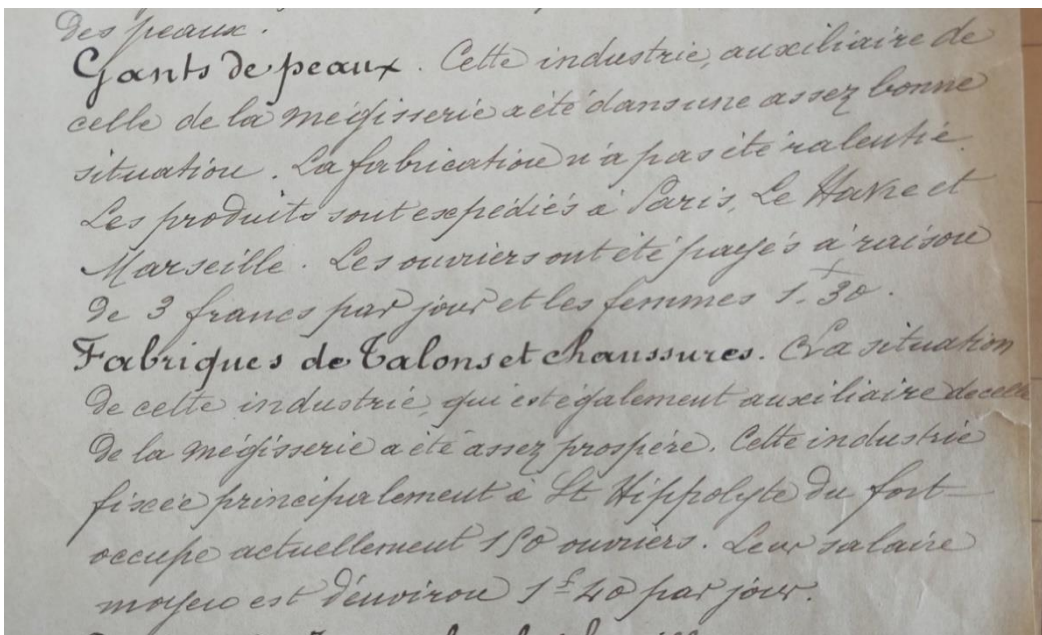 des peaux.
Gants de peaux. Cette industrie, auxiliaire de
celle de la mégisserie a été dans une assez bonne
situation. La fabrication n'a pas été ralentie.
Les produits sont expédiés à Paris, Le Havre et
Marseille. Les ouvriers ont été payés à raison
de 3 francs par jour et les femmes 1f30.
Fabriques de Talons et chaussures. La situation
de cette industrie, qui est également auxiliaire de celle
de la mégisserie a été assez prospère. Cette industrie
fixée principalement à St Hippolyte du fort
occupe actuellement 150 ouvriers. Leur salaire
moyen est d'environ 1f40 par jour.